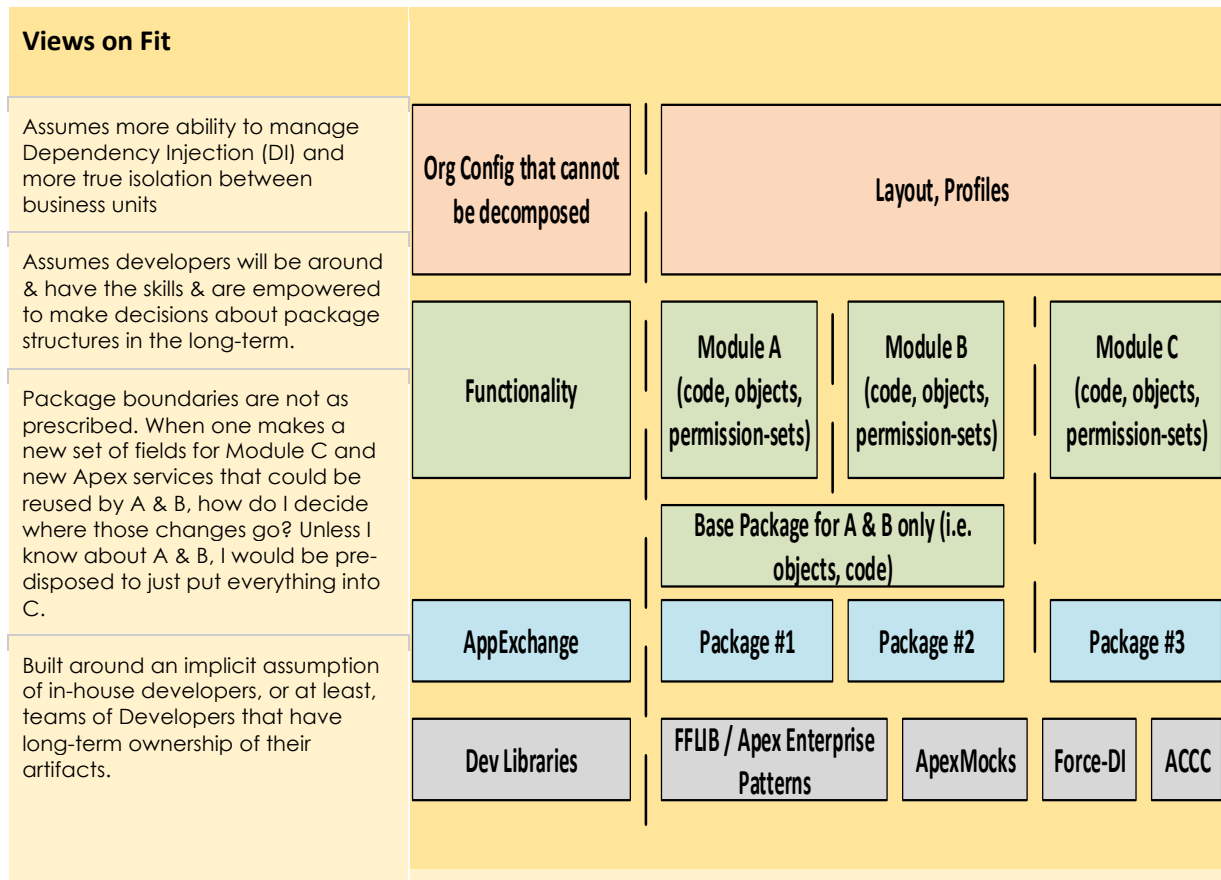 Views on Fit
Assumes more ability to manage
Dependency Injection (DI) and
more true isolation between
business units
Assumes developers will be around
& have the skills & are empowered
to make decisions about package
structures in the long-term.
Package boundaries are not as
prescribed. When one makes a
new set of fields for Module C and
new Apex services that could be
reused by A & B, how do I decide
where those changes go? Unless I
know about A & B, I would be pre-
disposed to just put everything into
C.
Built around an implicit assumption
of in-house developers, or at least,
teams of Developers that have
long-term ownership of their
artifacts.
Org Config that cannot
be decomposed
Layout, Profiles
Functionality
Module A
(code, objects,
permission-sets)
Module B
(code, objects,
permission-sets)
Module C
(code, objects,
permission-sets)
Base Package for A & B only (i.e.
objects, code)
AppExchange
Package #1
Package #2
Package #3
Dev Libraries
FFLIB / Apex Enterprise
Patterns
ApexMocks
Force-DI
ACCC